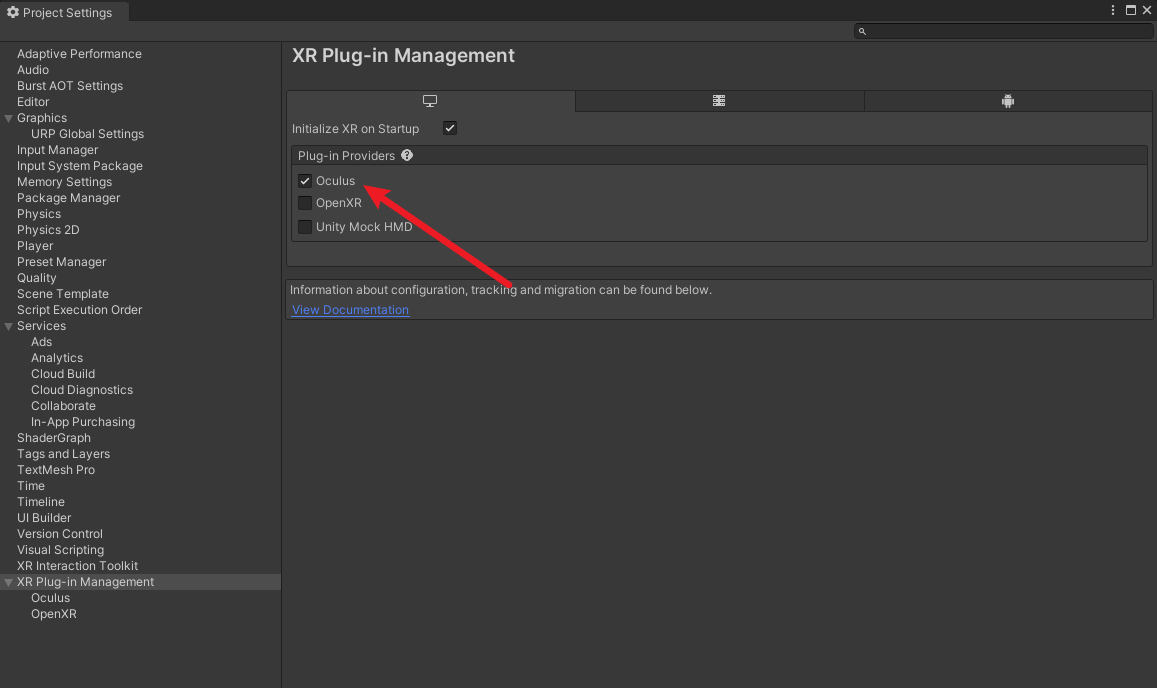 Project Settings
Adaptive Performance
Audio
Burst AOT Settings
Editor
Graphics
URP Global Settings
Input Manager
Input System Package
Memory Settings
Package Manager
Physics
Physics 2D
Player
Preset Manager
Quality
Scene Template
Script Execution Order
Services
Ads
Analytics
Cloud Build
Cloud Diagnostics
Collaborate
In-App Purchasing
ShaderGraph
Tags and Layers
TextMesh Pro
Time
Timeline
UI Builder
Version Control
Visual Scripting
XR Interaction Toolkit
XR Plug-in Management
Oculus
OpenXR
XR Plug-in Management
Initialize XR on Startup
Plug-in Providers ?
Oculus
OpenXR
Unity Mock HMD
Information about configuration, tracking and migration can be found below.
View Documentation